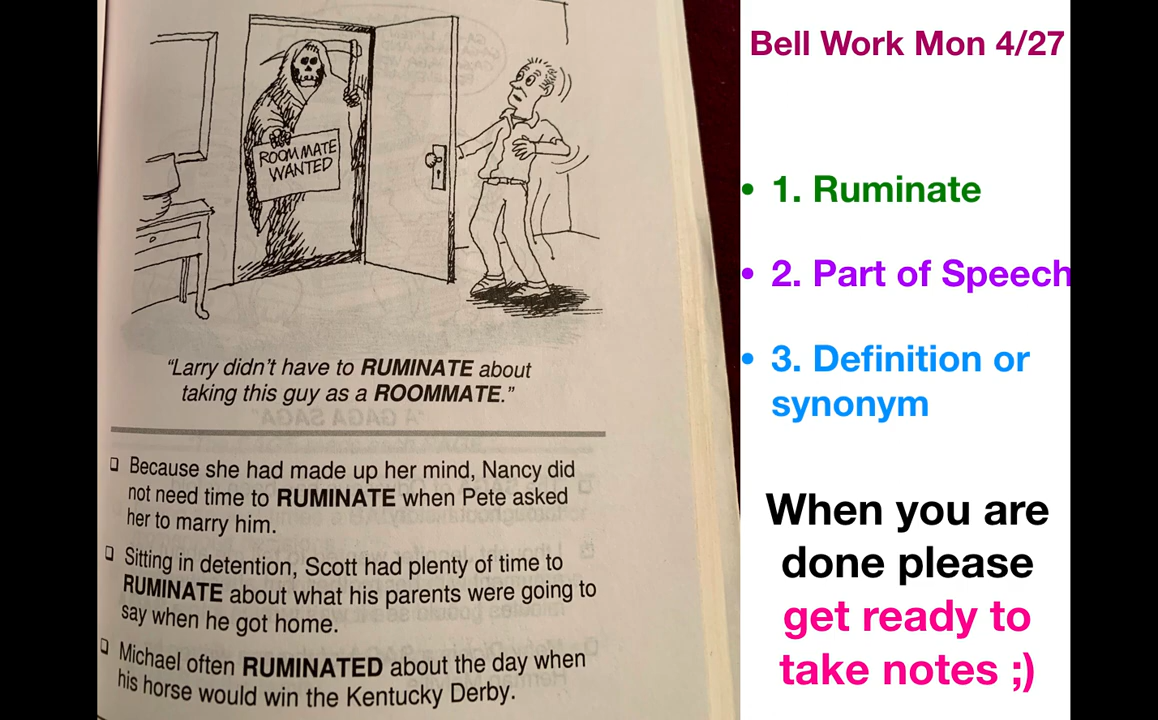 ROOMMATE
WANTED
“Larry didn’t have to RUMINATE about
taking this guy as a ROOMMATE.”
❑ Because she had made up her mind, Nancy did
not need time to RUMINATE when Pete asked
her to marry him.
❑ Sitting in detention, Scott had plenty of time to
RUMINATE about what his parents were going to
say when he got home.
❑ Michael often RUMINATED about the day when
his horse would win the Kentucky Derby.
Bell Work Mon 4/27
• 1. Ruminate
• 2. Part of Speech
• 3. Definition or
synonym
When you are
done please
get ready to
take notes ;)